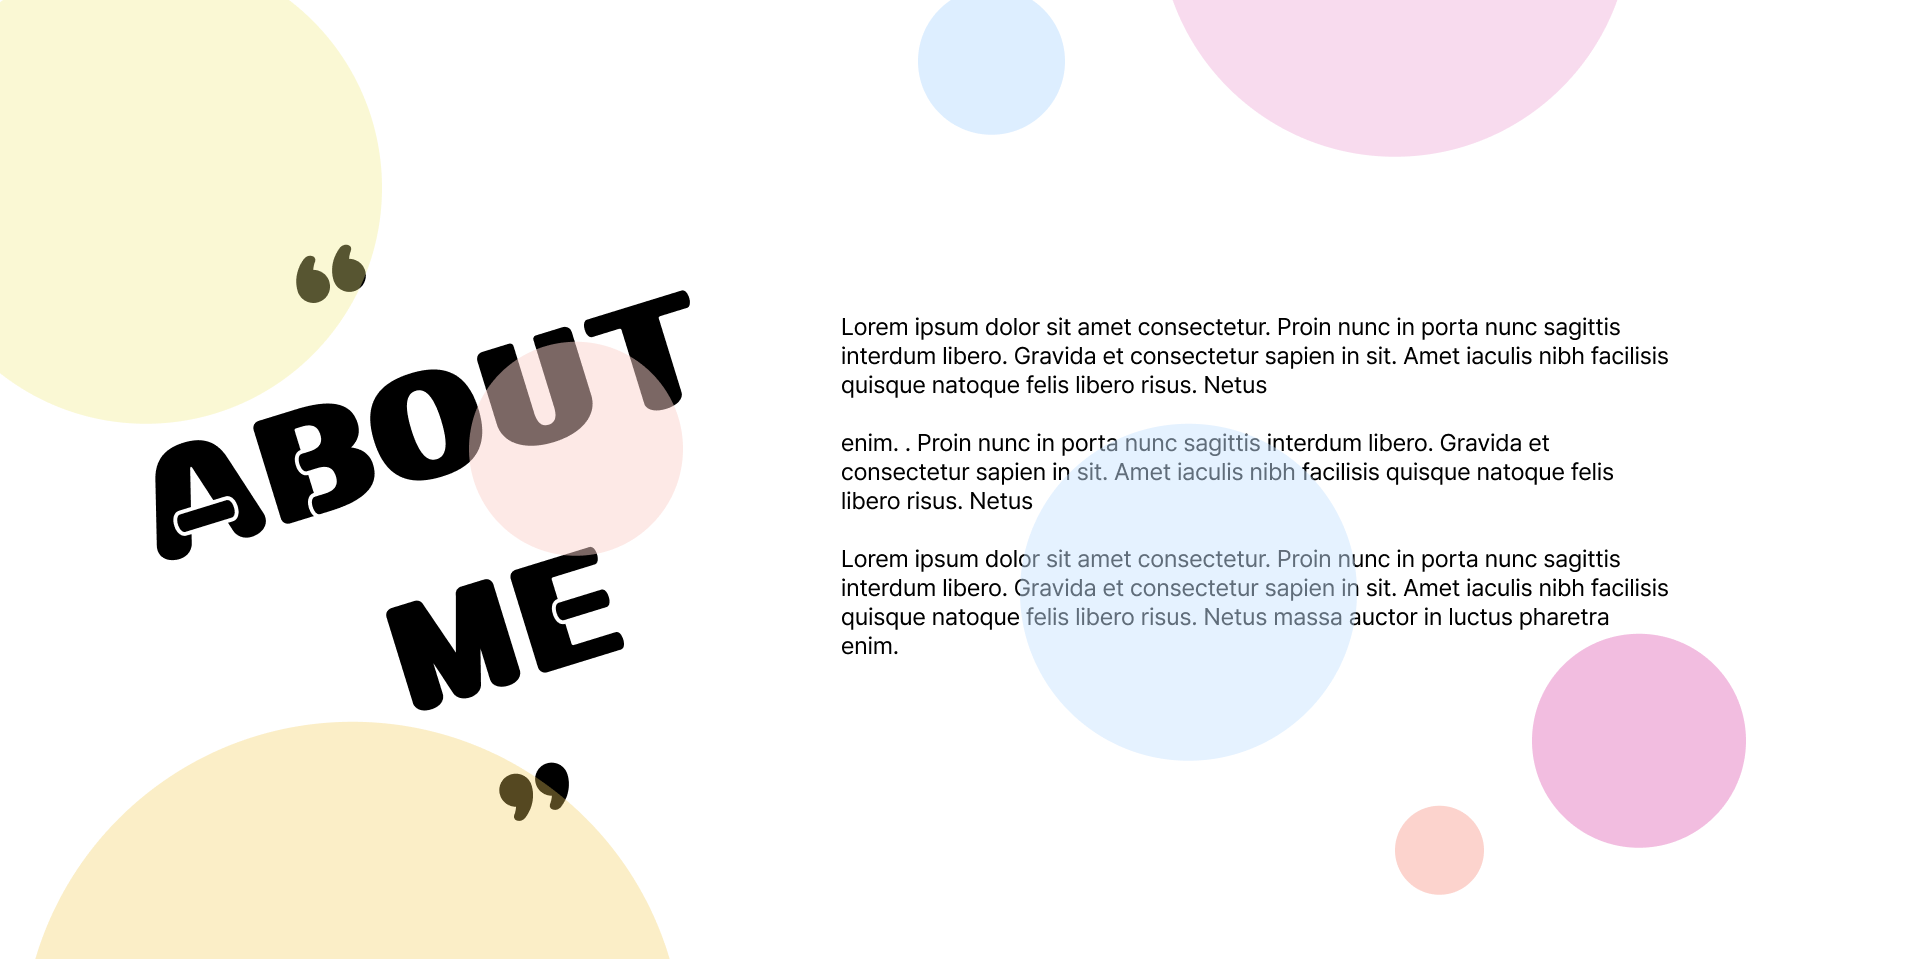 “
ABOUT
ME
”
Lorem ipsum dolor sit amet consectetur. Proin nunc in porta nunc sagittis
interdum libero. Gravida et consectetur sapien in sit. Amet iaculis nibh facilisis
quisque natoque felis libero risus. Netus
enim. . Proin nunc in porta nunc sagittis interdum libero. Gravida et
consectetur sapien in sit. Amet iaculis nibh facilisis quisque natoque felis
libero risus. Netus
Lorem ipsum dolor sit amet consectetur. Proin nunc in porta nunc sagittis
interdum libero. Gravida et consectetur sapien in sit. Amet iaculis nibh facilisis
quisque natoque felis libero risus. Netus massa auctor in luctus pharetra
enim.